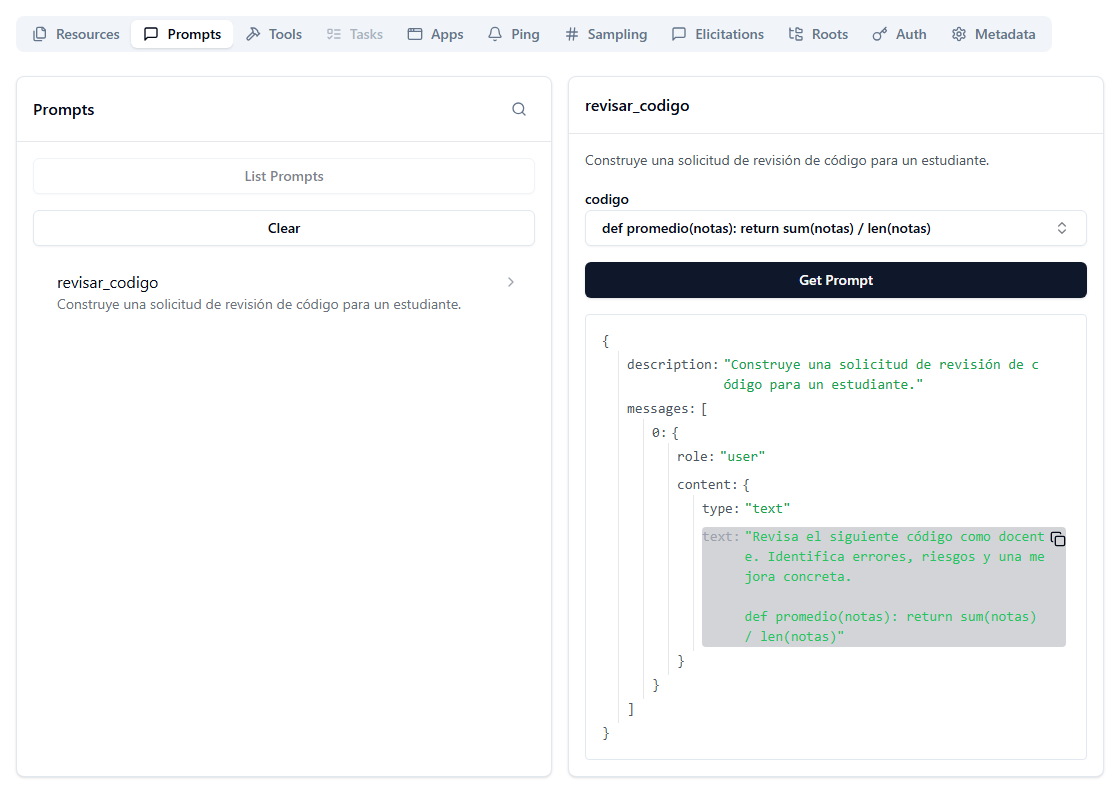 Resources Prompts Tools Tasks Apps Ping Sampling Elicitations Roots Auth Metadata
Prompts
List Prompts
Clear
revisar_codigo
Construye una solicitud de revisión de código para un estudiante.
revisar_codigo
Construye una solicitud de revisión de código para un estudiante.
codigo
def promedio(notas): return sum(notas) / len(notas)
Get Prompt
{
description: "Construye una solicitud de revisión de c
ódigo para un estudiante."
messages: [
0: {
role: "user"
content: {
type: "text"
text: "Revisa el siguiente código como docent
e. Identifica errores, riesgos y una me
jora concreta.
def promedio(notas): return sum(notas)
/ len(notas)"
}
}
]
}